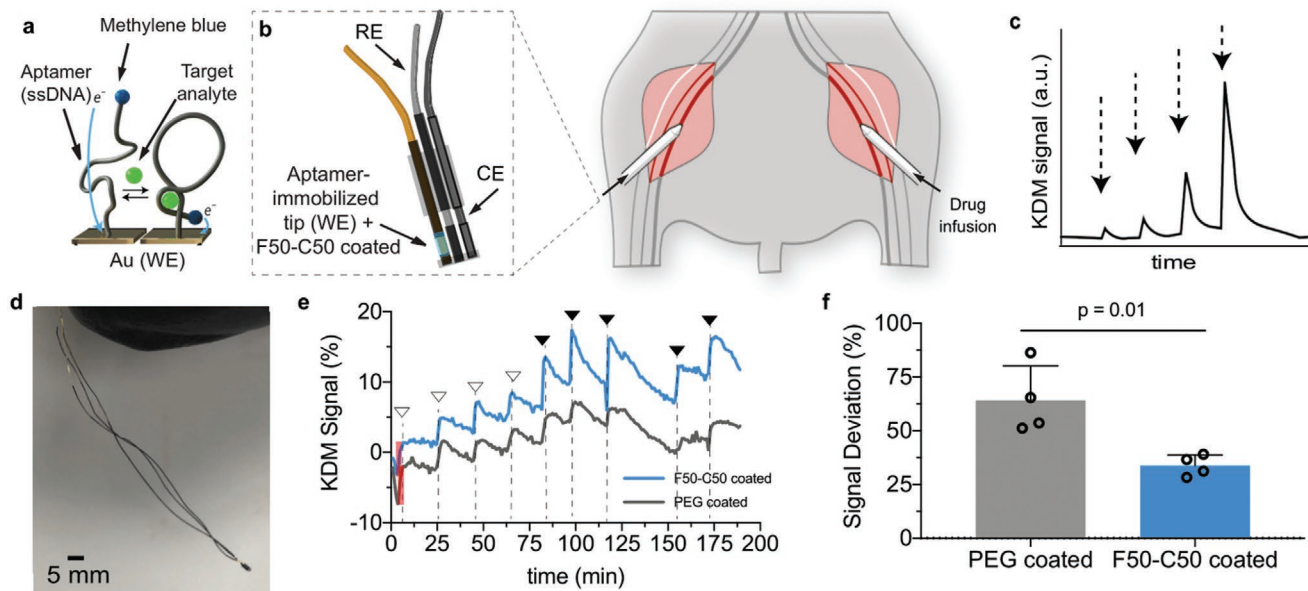 a
Methylene blue
Aptamer
(ssDNA)
e-
Target
analyte
e-
Au (WE)
b
RE
CE
Aptamer-
immobilized
tip (WE) +
F50-C50 coated
Drug
infusion
c
KDM signal (a.u.)
time
d
5 mm
e
KDM Signal (%)
20
10
0
-10
0 25 50 75 100 125 150 175 200
time (min)
F50-C50 coated
PEG coated
f
Signal Deviation (%)
100
75
50
25
0
p = 0.01
PEG coated F50-C50 coated